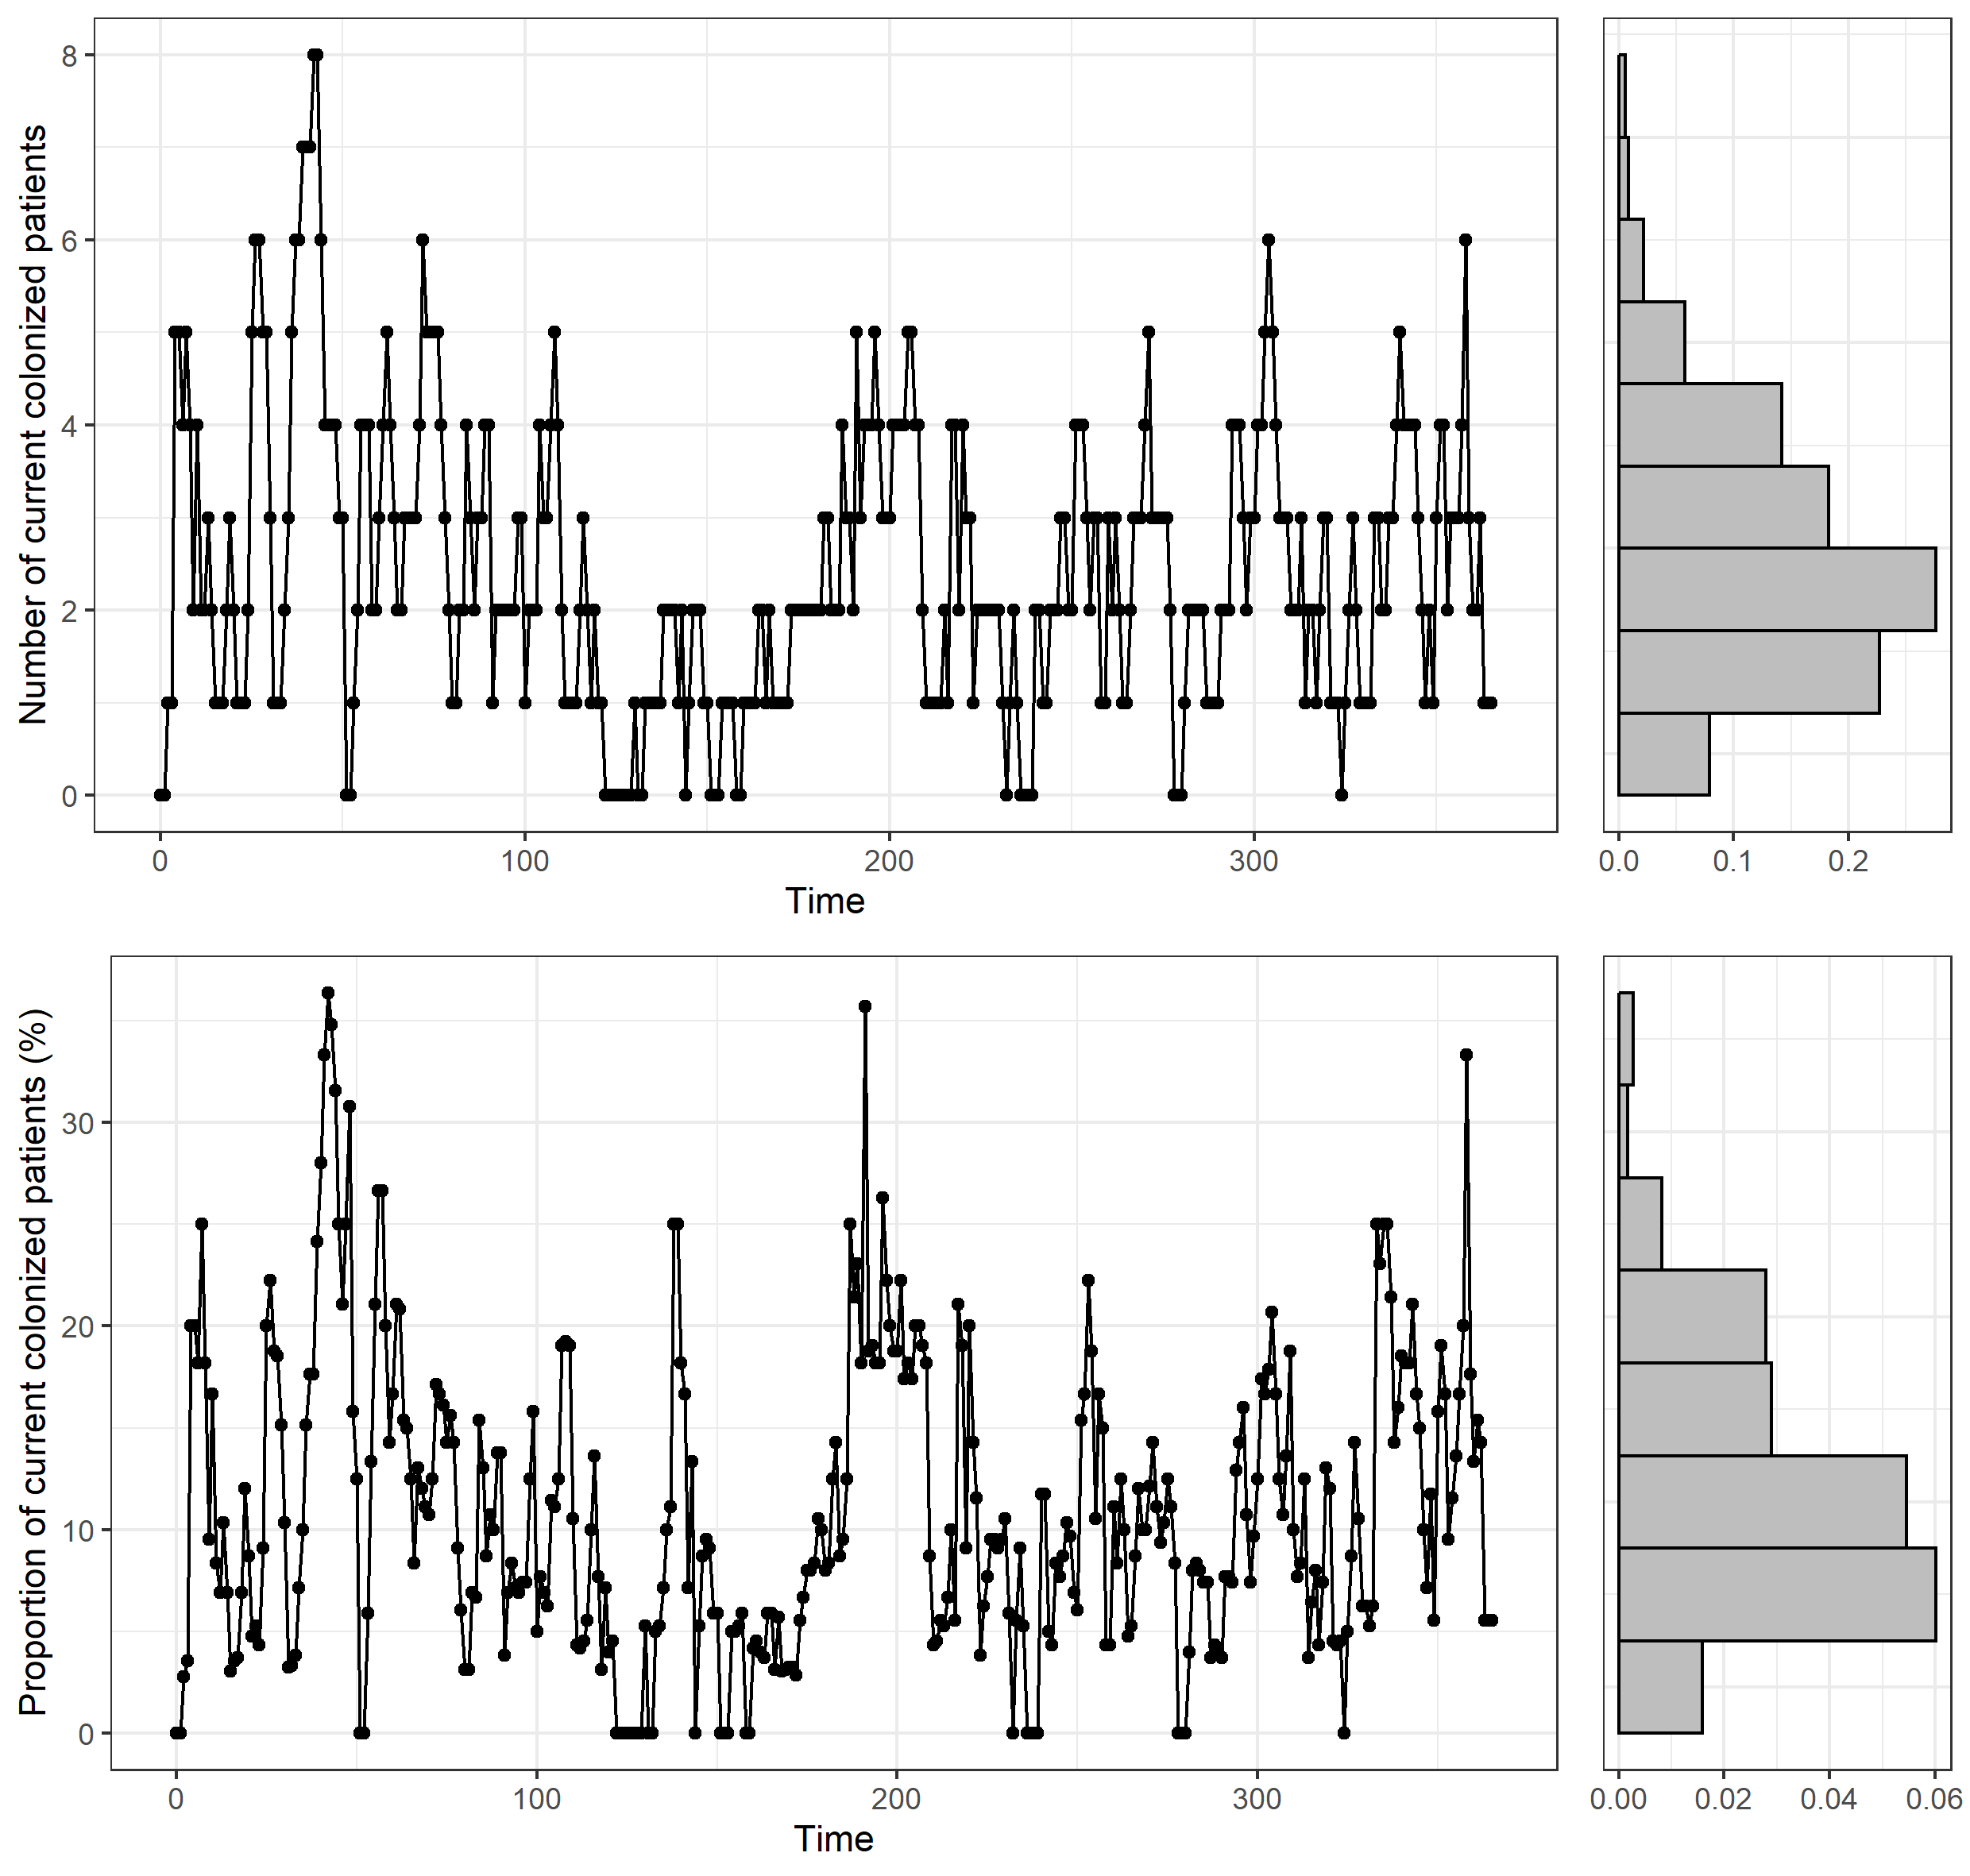 Number of current colonized patients
8
6
4
2
0
0 100 200 300
Time
0.0 0.1 0.2
Proportion of current colonized patients (%)
30
20
10
0
0 100 200 300
Time
0.00 0.02 0.04 0.06